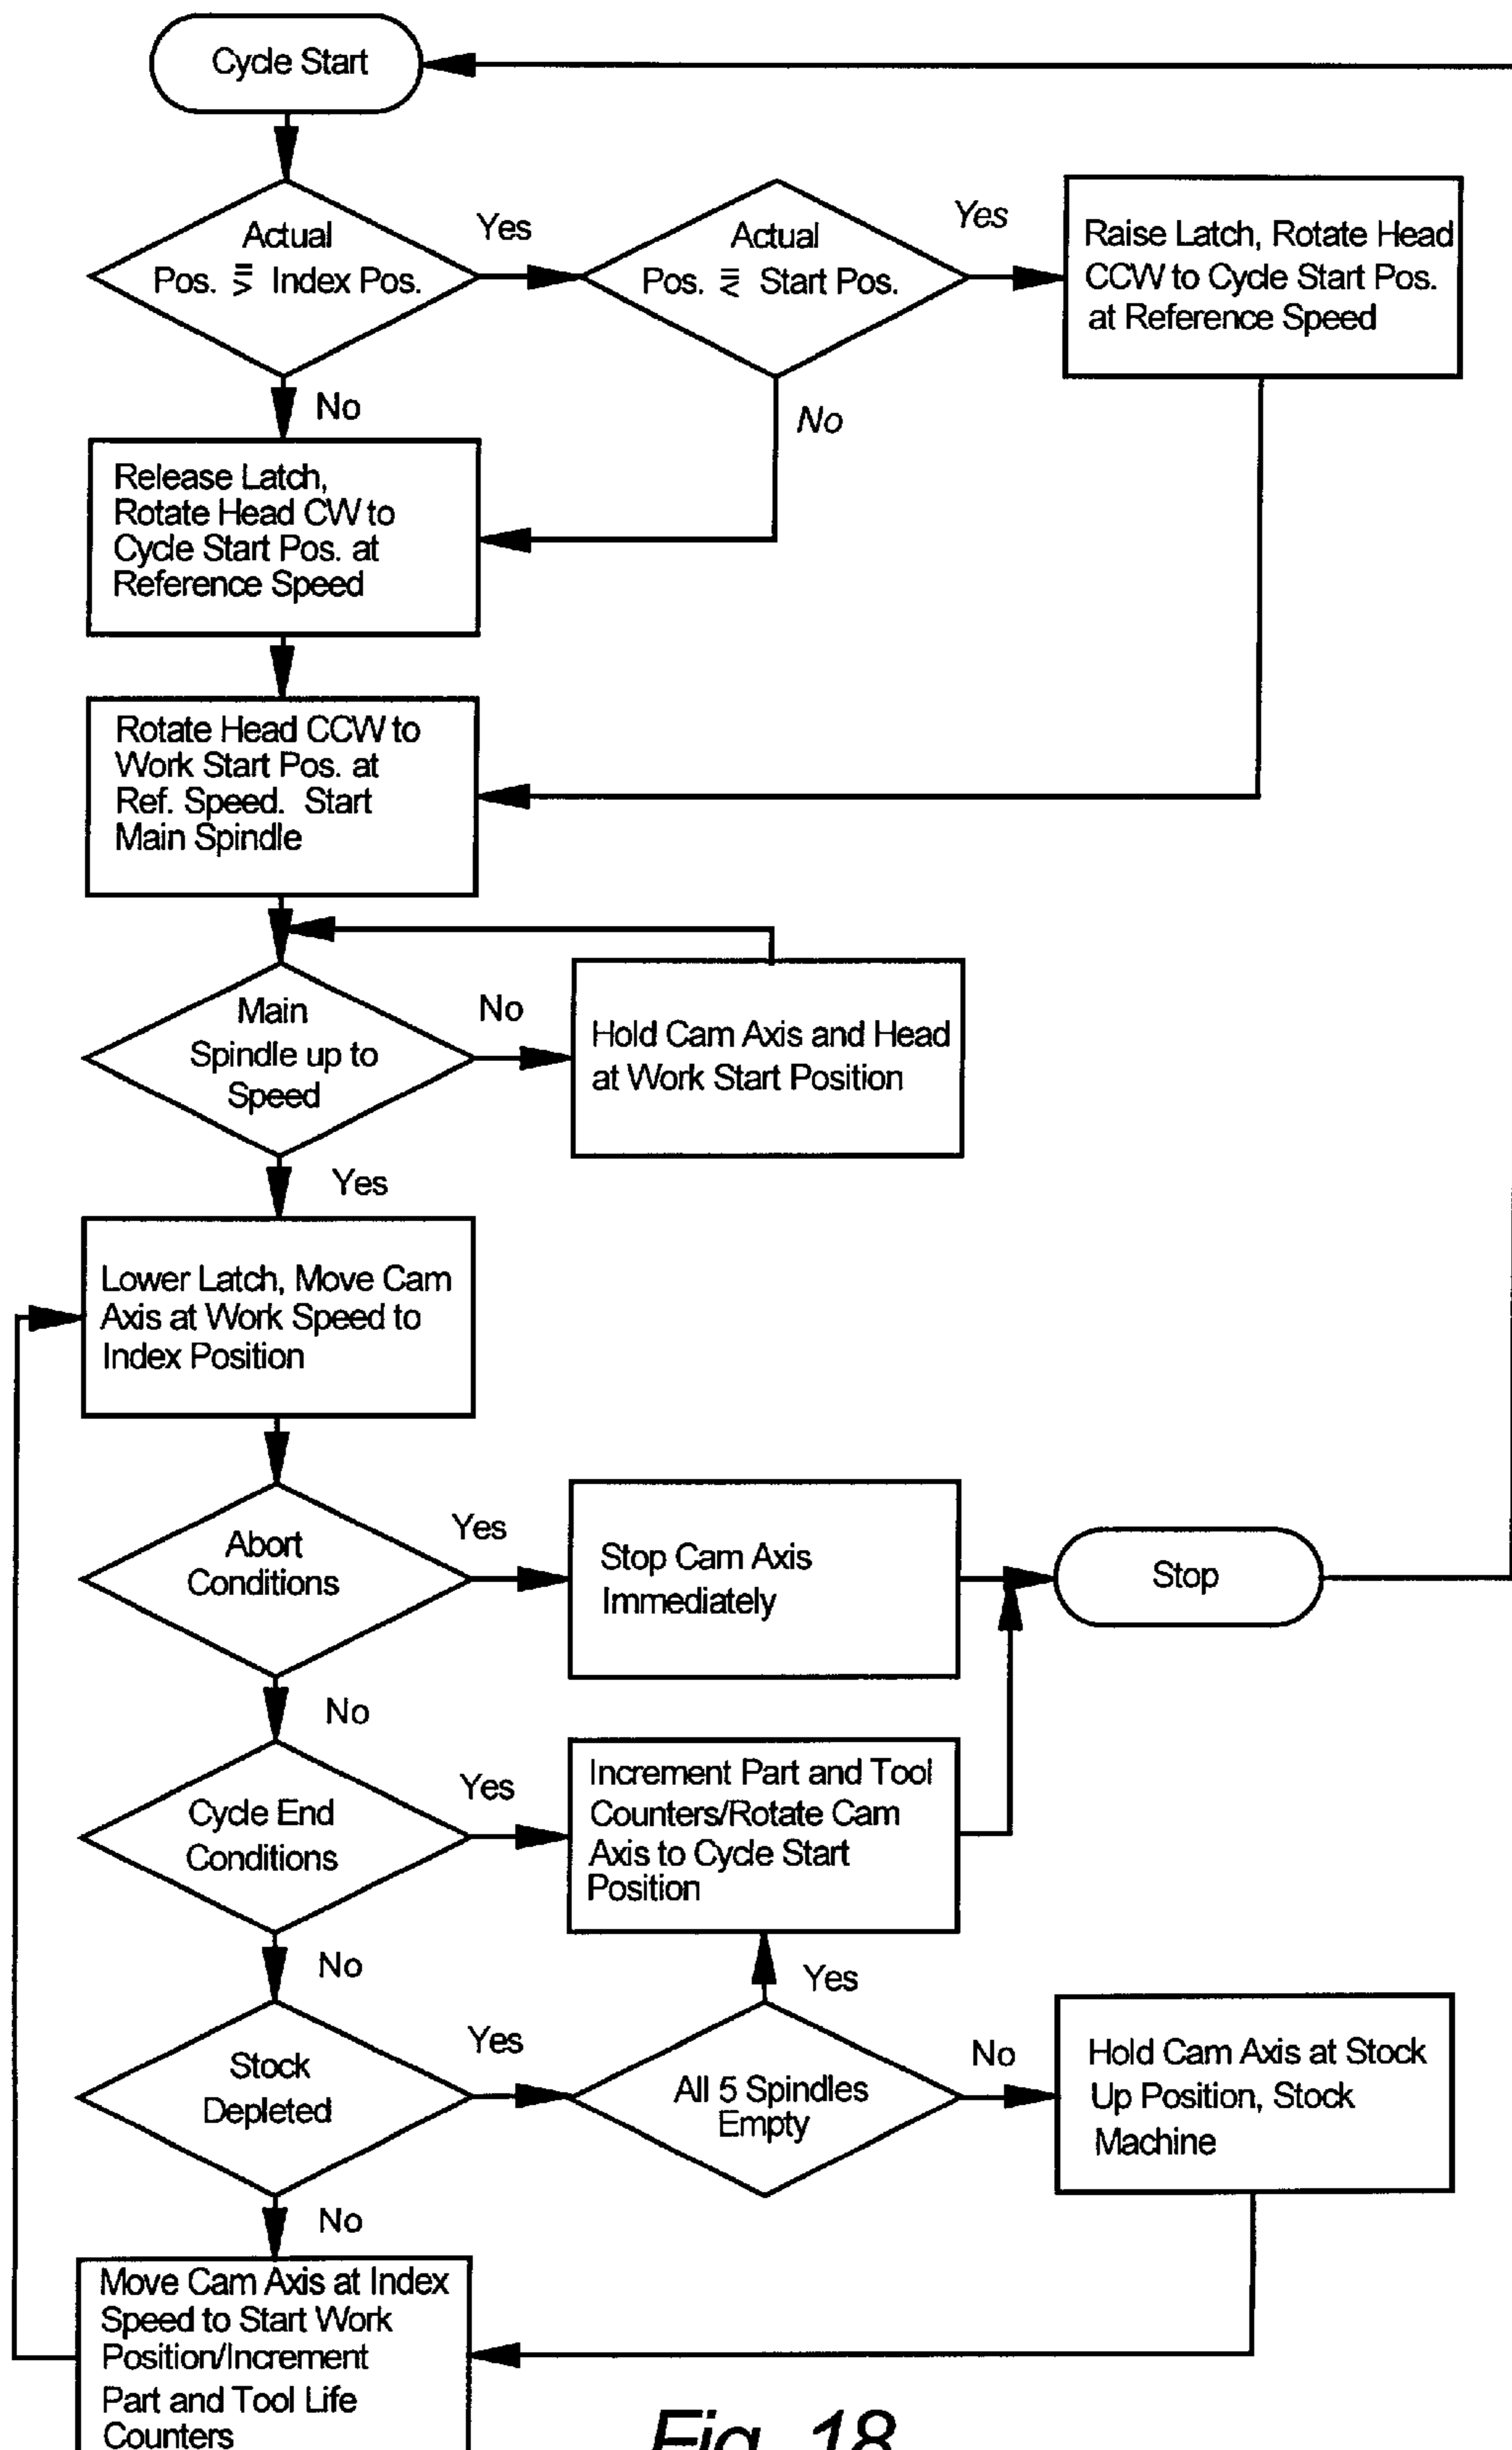 Cycle Start
Actual
Pos. ≧ Index Pos.
Yes
Actual
Pos. ≦ Start Pos.
Yes
Raise Latch, Rotate Head
CCW to Cycle Start Pos.
at Reference Speed
No
No
Release Latch,
Rotate Head CW to
Cycle Start Pos. at
Reference Speed
Rotate Head CCW to
Work Start Pos. at
Ref. Speed. Start
Main Spindle
Main
Spindle up to
Speed
No
Hold Cam Axis and Head
at Work Start Position
Yes
Lower Latch, Move Cam
Axis at Work Speed to
Index Position
Abort
Conditions
Yes
Stop Cam Axis
Immediately
Stop
No
Cycle End
Conditions
Yes
Increment Part and Tool
Counters/Rotate Cam
Axis to Cycle Start
Position
No
Yes
Stock
Depleted
Yes
All 5 Spindles
Empty
No
Hold Cam Axis at Stock
Up Position, Stock
Machine
No
Move Cam Axis at Index
Speed to Start Work
Position/Increment
Part and Tool Life
Counters
Fig. 18